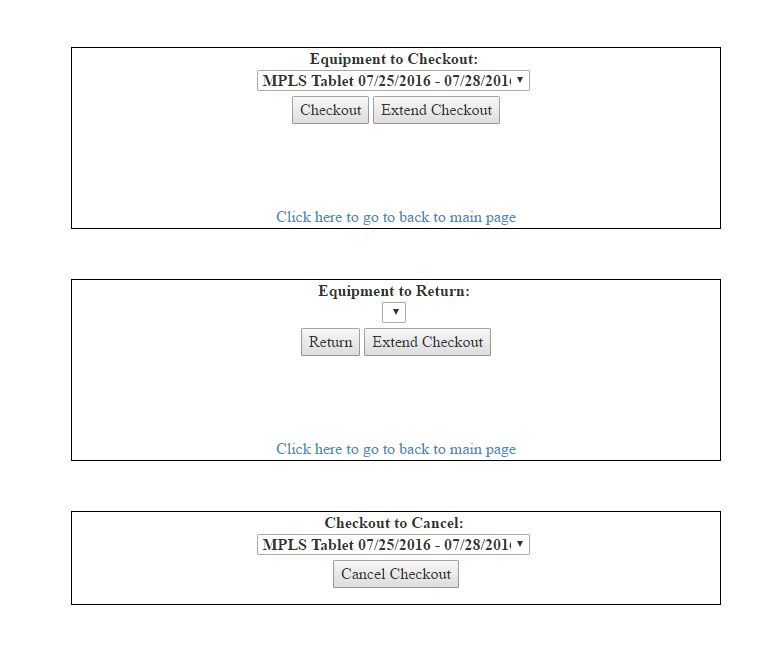 Equipment to Checkout:
MPLS Tablet 07/25/2016 - 07/28/201
Checkout Extend Checkout
Click here to go to back to main page
Equipment to Return:
Return Extend Checkout
Click here to go to back to main page
Checkout to Cancel:
MPLS Tablet 07/25/2016 - 07/28/201
Cancel Checkout